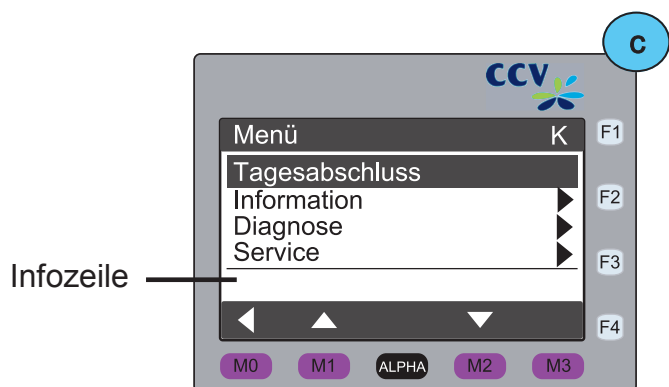 C
CCV
Menü K
F1
Tagesabschluss
Information
F2
Diagnose
Service
F3
Infozeile
F4
M0 M1 ALPHA M2 M3